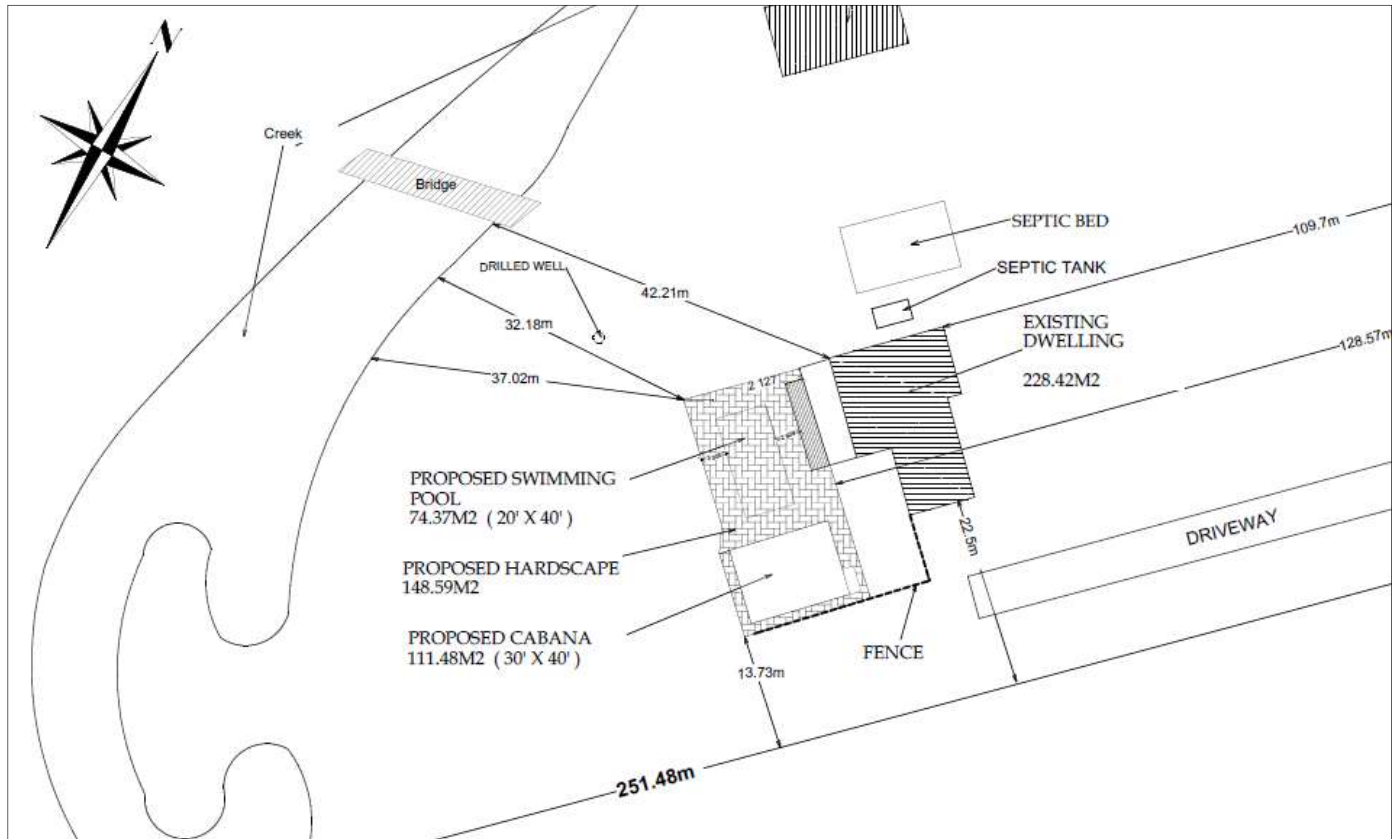 N
Creek
Bridge
DRILLED WELL
SEPTIC BED
SEPTIC TANK
109.7m
42.21m
32.18m
37.02m
EXISTING
DWELLING
228.42M2
128.57m
2 127
PROPOSED SWIMMING
POOL
74.37M2 ( 20' X 40' )
PROPOSED HARDSCAPE
148.59M2
PROPOSED CABANA
111.48M2 ( 30' X 40' )
22.5m
DRIVEWAY
FENCE
13.73m
251.48m